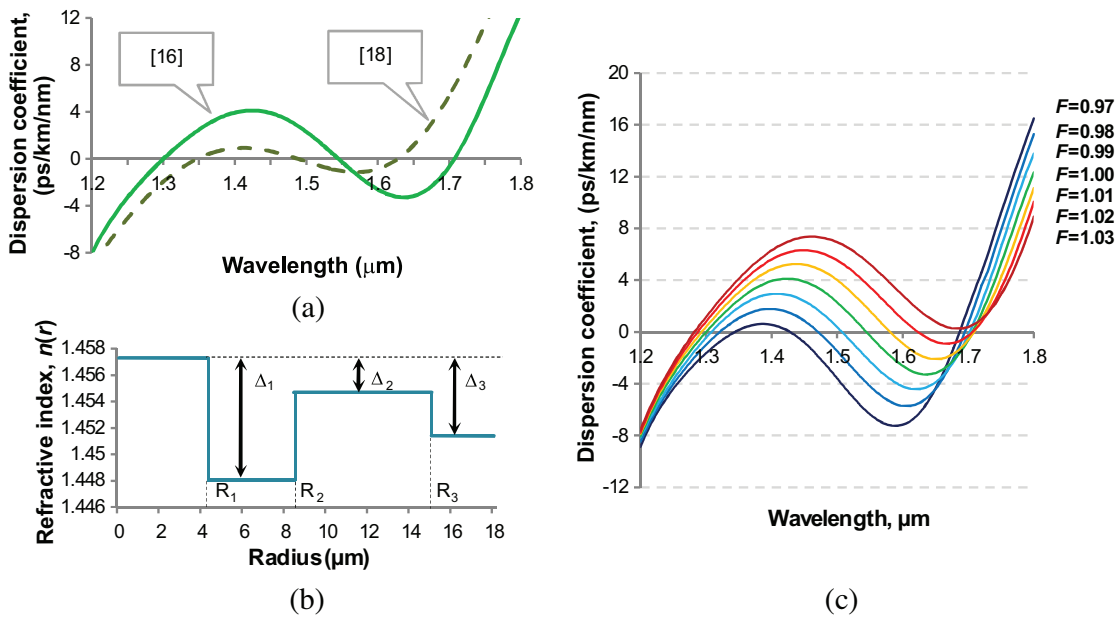 Dispersion coefficient,
(ps/km/nm)
12
8
4
0
-4
-8
1.2
1.3
1.4
1.5
1.6
1.7
1.8
[16]
[18]
Wavelength (μm)
(a)
Refractive index, n(r)
1.458
1.456
1.454
1.452
1.45
1.448
1.446
Δ1
Δ2
Δ3
R1
R2
R3
0 2 4 6 8 10 12 14 16 18
Radius (μm)
(b)
Dispersion coefficient, (ps/km/nm)
20
16
12
8
4
0
-4
-8
-12
1.2 1.3 1.4 1.5 1.6 1.7 1.8
F=0.97
F=0.98
F=0.99
F=1.00
F=1.01
F=1.02
F=1.03
Wavelength, μm
(c)